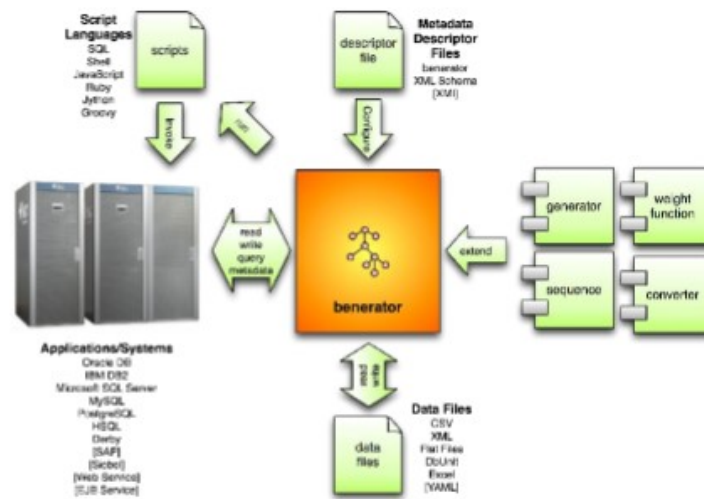 Script
Languages
SQL
Shell
JavaScript
Ruby
Jython
Groovy
scripts
descriptor
file
Metadata
Descriptor
Files
benerator
XML Schema
[XMI]
Invoke
run
Configure
read
write
query
metadata
benerator
extend
generator
weight
function
sequence
converter
Applications/Systems
Oracle DB
IBM DB2
Microsoft SQL Server
MySQL
PostgreSQL
HSQL
Derby
[SAP]
[Siebel]
[Web Service]
[EJB Service]
read
write
data
files
Data Files
CSV
XML
Flat Files
DbUnit
Excel
[YAML]